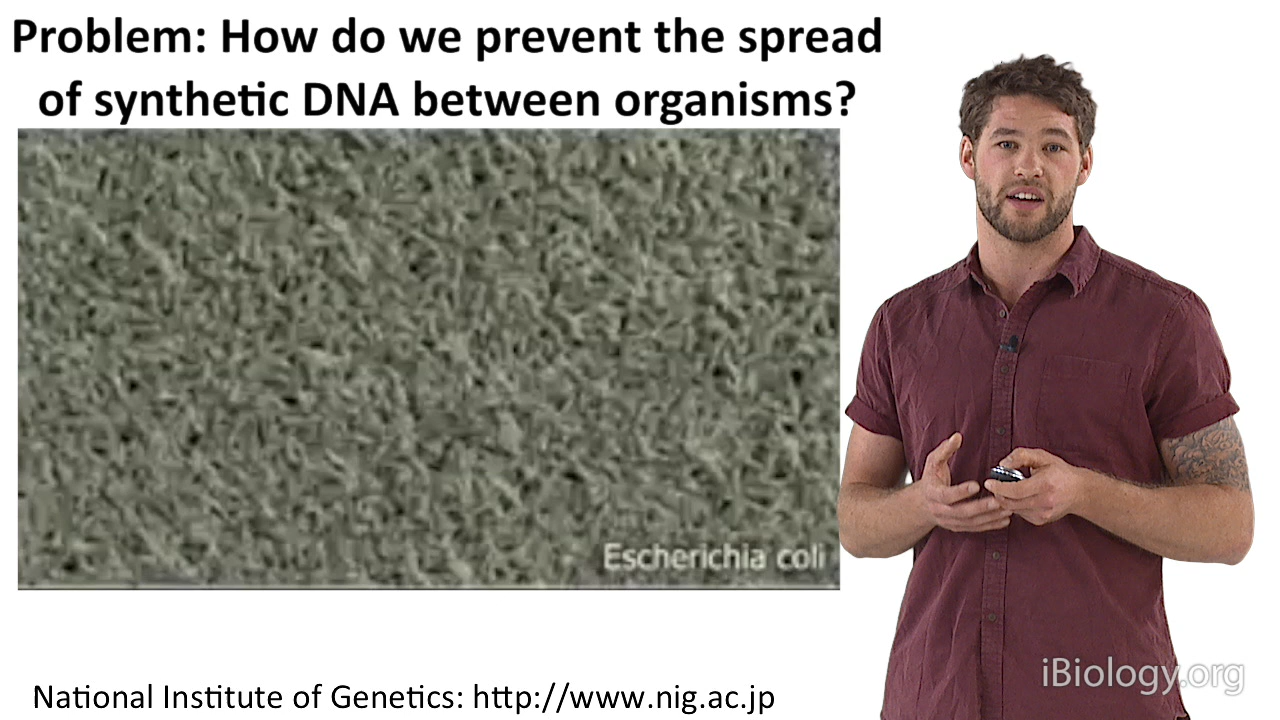 Problem: How do we prevent the spread
of synthetic DNA between organisms?
Escherichia coli
National Institute of Genetics: http://www.nig.ac.jp
iBiology.org